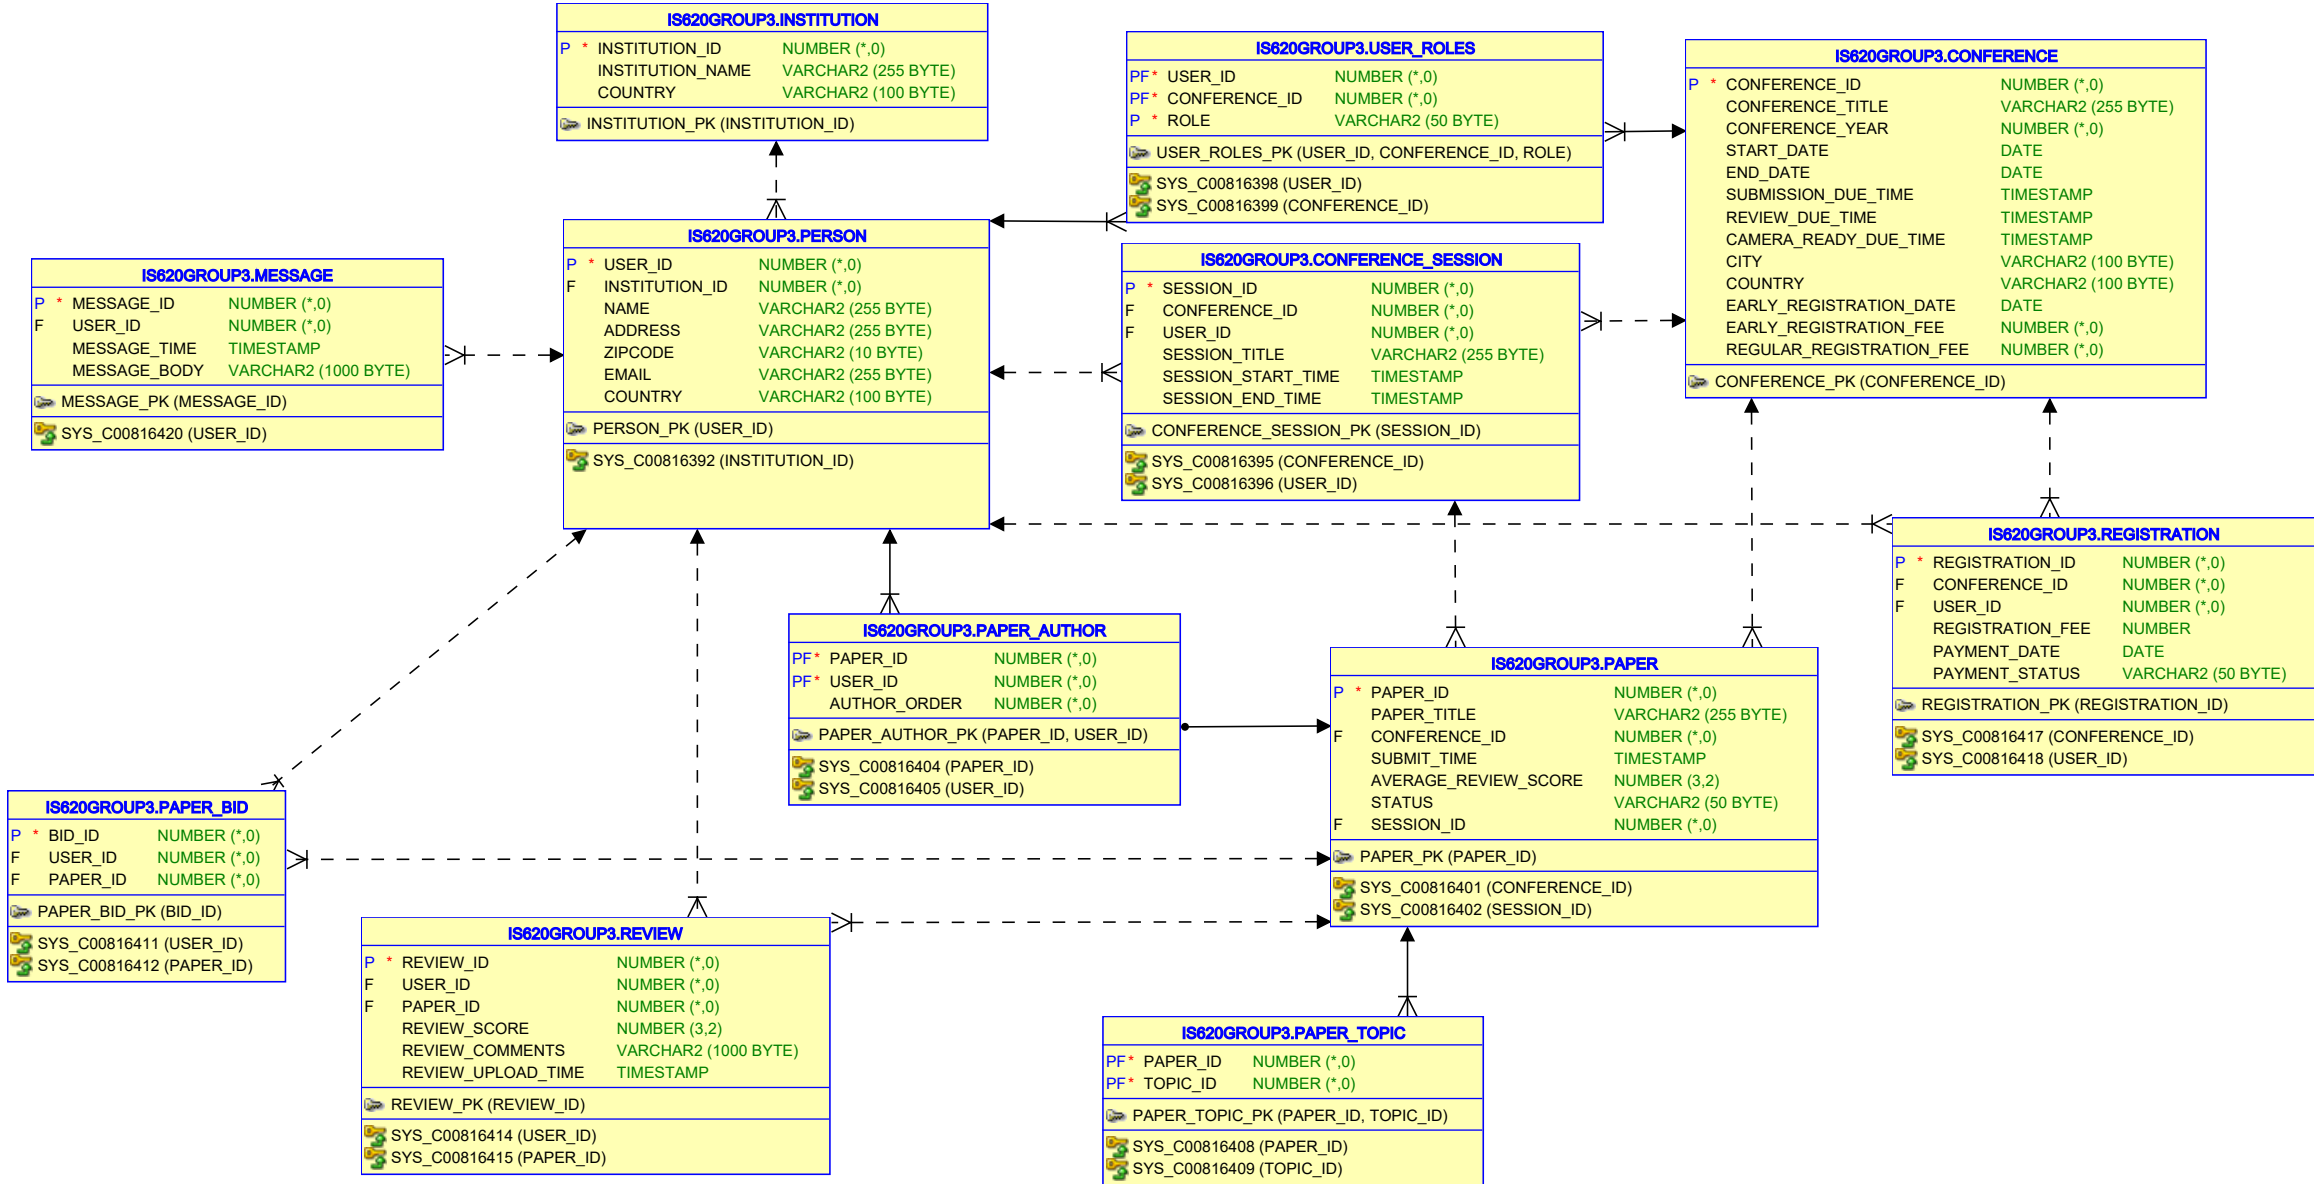 IS620GROUP3.INSTITUTION
P * INSTITUTION_ID NUMBER (*,0)
INSTITUTION_NAME VARCHAR2 (255 BYTE)
COUNTRY VARCHAR2 (100 BYTE)
INSTITUTION_PK (INSTITUTION_ID)
IS620GROUP3.USER_ROLES
PF* USER_ID NUMBER (*,0)
PF* CONFERENCE_ID NUMBER (*,0)
P * ROLE VARCHAR2 (50 BYTE)
USER_ROLES_PK (USER_ID, CONFERENCE_ID, ROLE)
SYS_C00816398 (USER_ID)
SYS_C00816399 (CONFERENCE_ID)
IS620GROUP3.CONFERENCE
P * CONFERENCE_ID NUMBER (*,0)
CONFERENCE_TITLE VARCHAR2 (255 BYTE)
CONFERENCE_YEAR NUMBER (*,0)
START_DATE DATE
END_DATE DATE
SUBMISSION_DUE_TIME TIMESTAMP
REVIEW_DUE_TIME TIMESTAMP
CAMERA_READY_DUE_TIME TIMESTAMP
CITY VARCHAR2 (100 BYTE)
COUNTRY VARCHAR2 (100 BYTE)
EARLY_REGISTRATION_DATE DATE
EARLY_REGISTRATION_FEE NUMBER (*,0)
REGULAR_REGISTRATION_FEE NUMBER (*,0)
CONFERENCE_PK (CONFERENCE_ID)
IS620GROUP3.MESSAGE
P * MESSAGE_ID NUMBER (*,0)
F USER_ID NUMBER (*,0)
MESSAGE_TIME TIMESTAMP
MESSAGE_BODY VARCHAR2 (1000 BYTE)
MESSAGE_PK (MESSAGE_ID)
SYS_C00816420 (USER_ID)
IS620GROUP3.PERSON
P * USER_ID NUMBER (*,0)
F INSTITUTION_ID NUMBER (*,0)
NAME VARCHAR2 (255 BYTE)
ADDRESS VARCHAR2 (255 BYTE)
ZIPCODE VARCHAR2 (10 BYTE)
EMAIL VARCHAR2 (255 BYTE)
COUNTRY VARCHAR2 (100 BYTE)
PERSON_PK (USER_ID)
SYS_C00816392 (INSTITUTION_ID)
IS620GROUP3.CONFERENCE_SESSION
P * SESSION_ID NUMBER (*,0)
F CONFERENCE_ID NUMBER (*,0)
F USER_ID NUMBER (*,0)
SESSION_TITLE VARCHAR2 (255 BYTE)
SESSION_START_TIME TIMESTAMP
SESSION_END_TIME TIMESTAMP
CONFERENCE_SESSION_PK (SESSION_ID)
SYS_C00816395 (CONFERENCE_ID)
SYS_C00816396 (USER_ID)
IS620GROUP3.REGISTRATION
P * REGISTRATION_ID NUMBER (*,0)
F CONFERENCE_ID NUMBER (*,0)
F USER_ID NUMBER (*,0)
REGISTRATION_FEE NUMBER
PAYMENT_DATE DATE
PAYMENT_STATUS VARCHAR2 (50 BYTE)
REGISTRATION_PK (REGISTRATION_ID)
SYS_C00816417 (CONFERENCE_ID)
SYS_C00816418 (USER_ID)
IS620GROUP3.PAPER_AUTHOR
PF* PAPER_ID NUMBER (*,0)
PF* USER_ID NUMBER (*,0)
AUTHOR_ORDER NUMBER (*,0)
PAPER_AUTHOR_PK (PAPER_ID, USER_ID)
SYS_C00816404 (PAPER_ID)
SYS_C00816405 (USER_ID)
IS620GROUP3.PAPER
P * PAPER_ID NUMBER (*,0)
PAPER_TITLE VARCHAR2 (255 BYTE)
F CONFERENCE_ID NUMBER (*,0)
SUBMIT_TIME TIMESTAMP
AVERAGE_REVIEW_SCORE NUMBER (3,2)
STATUS VARCHAR2 (50 BYTE)
F SESSION_ID NUMBER (*,0)
PAPER_PK (PAPER_ID)
SYS_C00816401 (CONFERENCE_ID)
SYS_C00816402 (SESSION_ID)
IS620GROUP3.PAPER_BID
P * BID_ID NUMBER (*,0)
F USER_ID NUMBER (*,0)
F PAPER_ID NUMBER (*,0)
PAPER_BID_PK (BID_ID)
SYS_C00816411 (USER_ID)
SYS_C00816412 (PAPER_ID)
IS620GROUP3.REVIEW
P * REVIEW_ID NUMBER (*,0)
F USER_ID NUMBER (*,0)
F PAPER_ID NUMBER (*,0)
REVIEW_SCORE NUMBER (3,2)
REVIEW_COMMENTS VARCHAR2 (1000 BYTE)
REVIEW_UPLOAD_TIME TIMESTAMP
REVIEW_PK (REVIEW_ID)
SYS_C00816414 (USER_ID)
SYS_C00816415 (PAPER_ID)
IS620GROUP3.PAPER_TOPIC
PF* PAPER_ID NUMBER (*,0)
PF* TOPIC_ID NUMBER (*,0)
PAPER_TOPIC_PK (PAPER_ID, TOPIC_ID)
SYS_C00816408 (PAPER_ID)
SYS_C00816409 (TOPIC_ID)